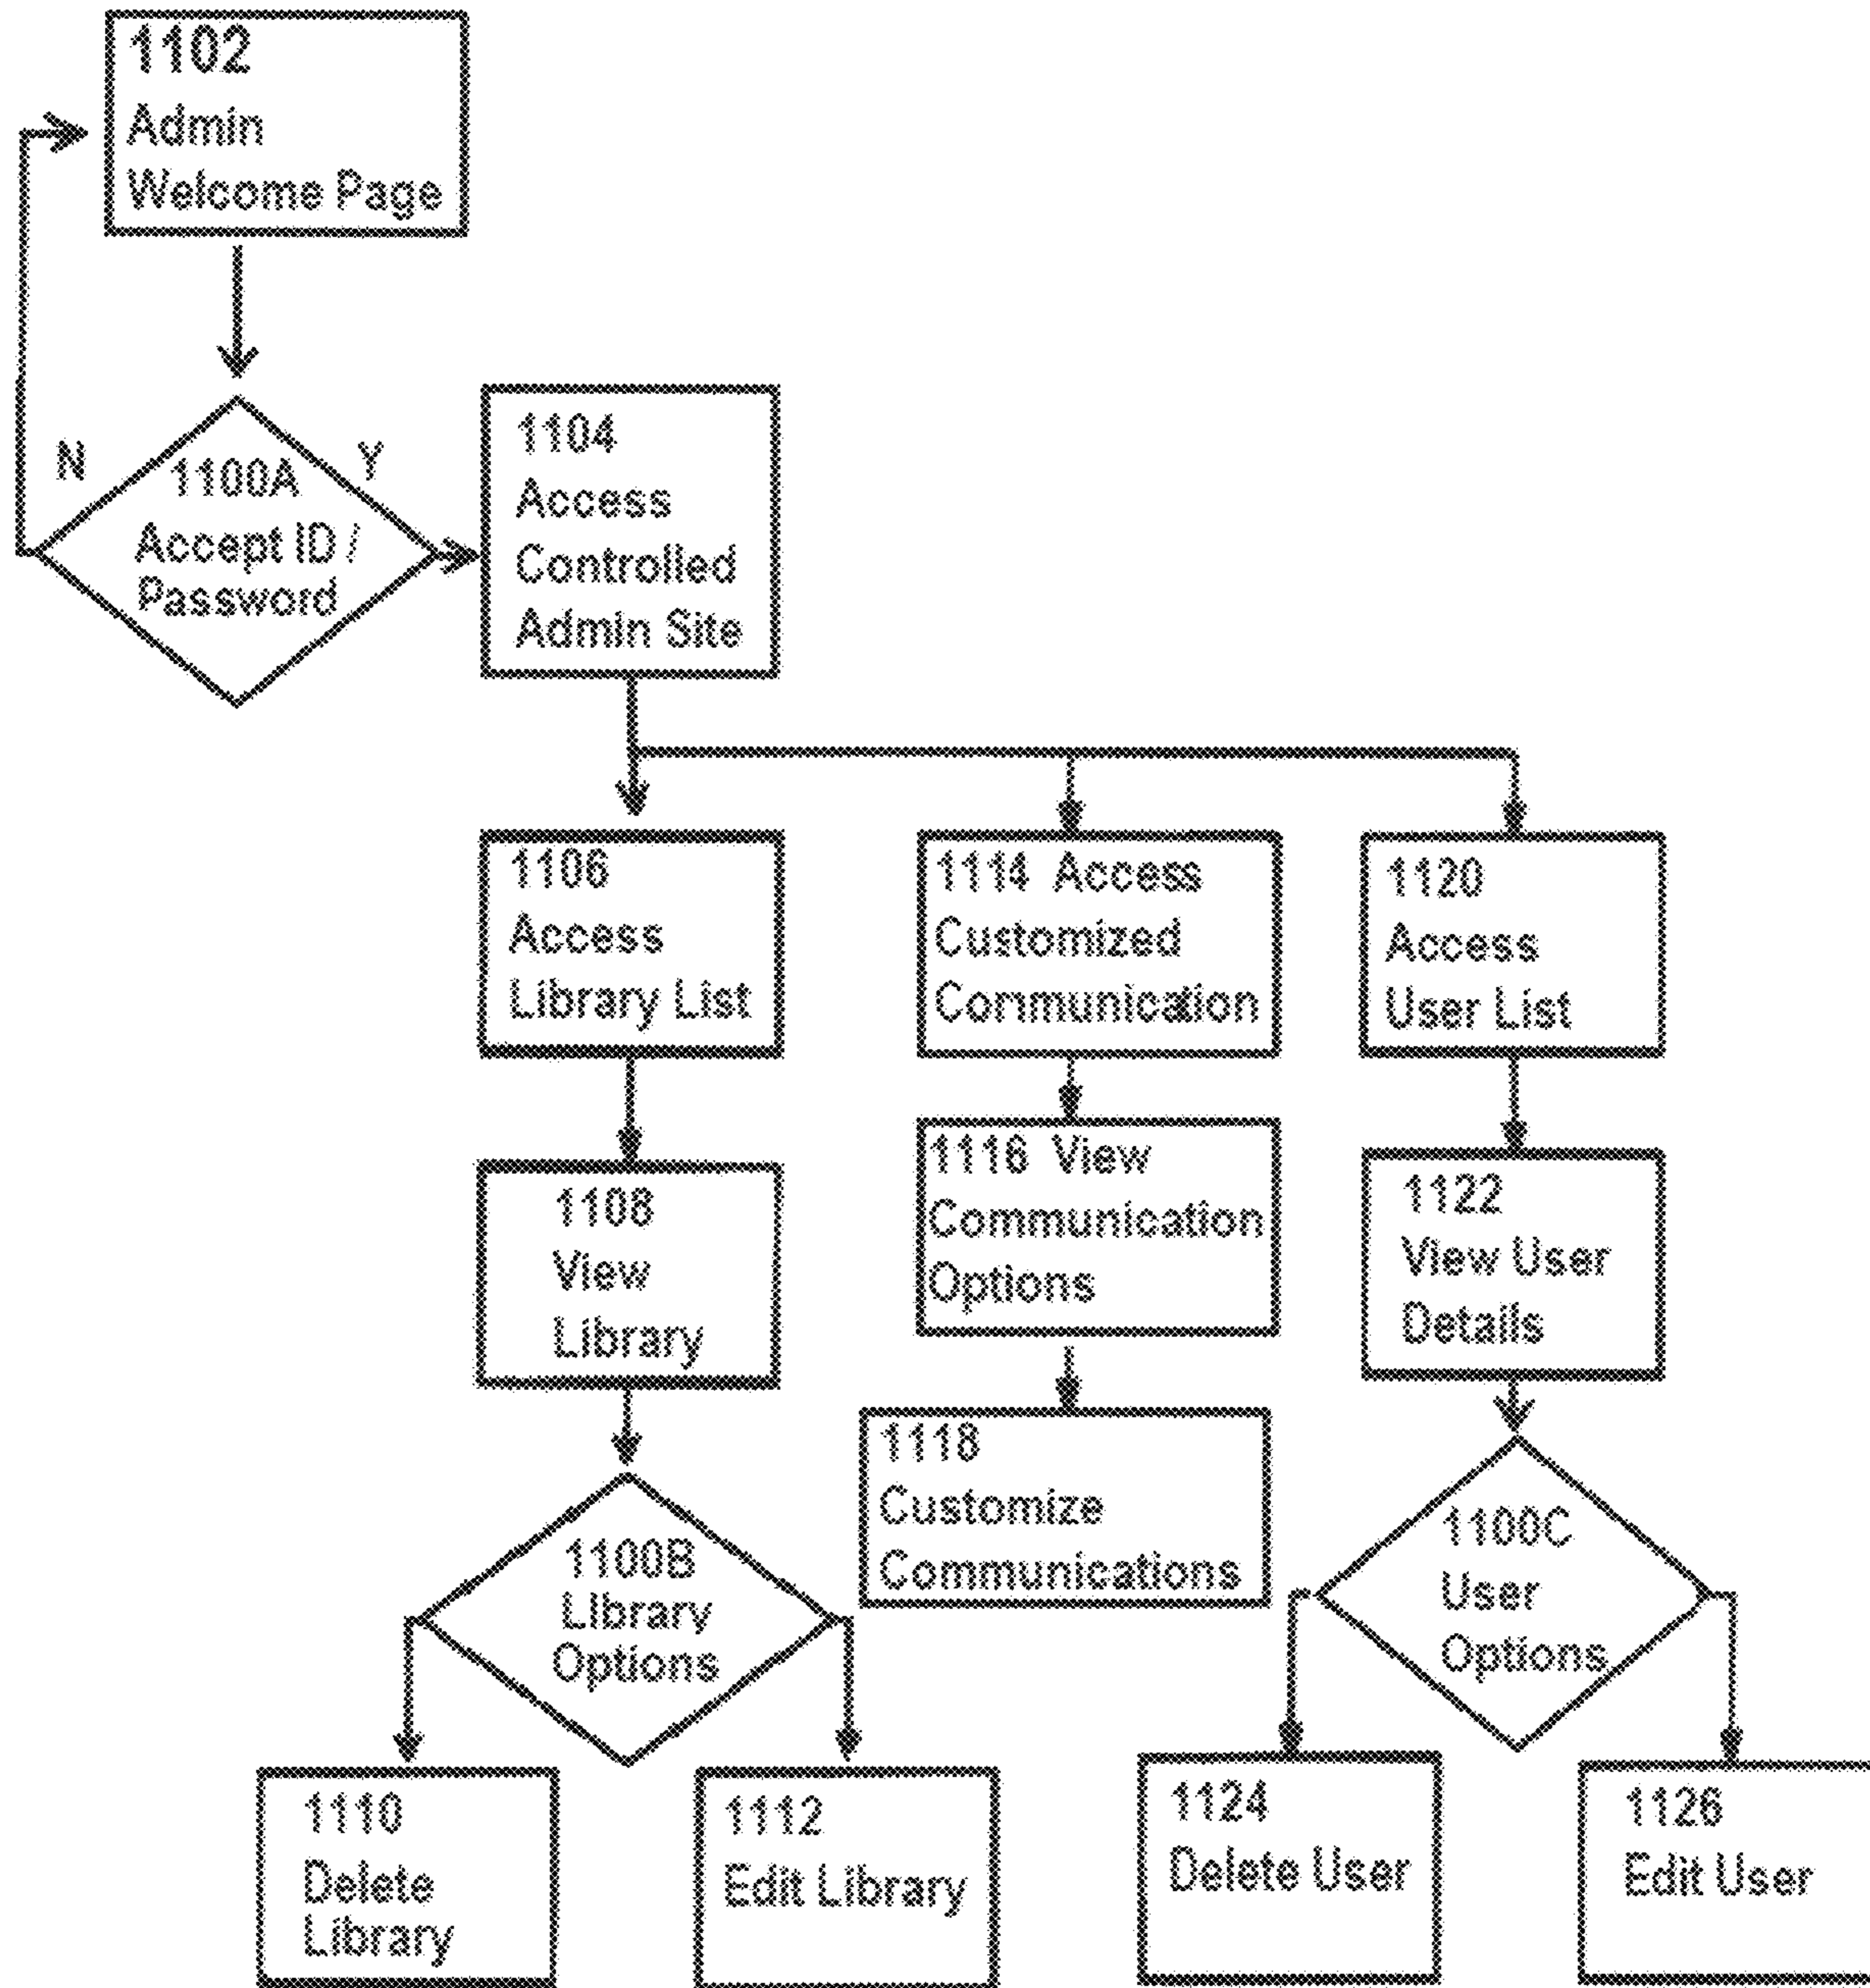 1102
Admin
Welcome Page
N
Y
1100A
Accept ID /
Password
1104
Access
Controlled
Admin Site
1106
Access
Library List
1114 Access
Customized
Communication
1120
Access
User List
1108
View
Library
1116 View
Communication
Options
1122
View User
Details
1118
Customize
Communications
1100B
Library
Options
1100C
User
Options
1110
Delete
Library
1112
Edit Library
1124
Delete User
1126
Edit User